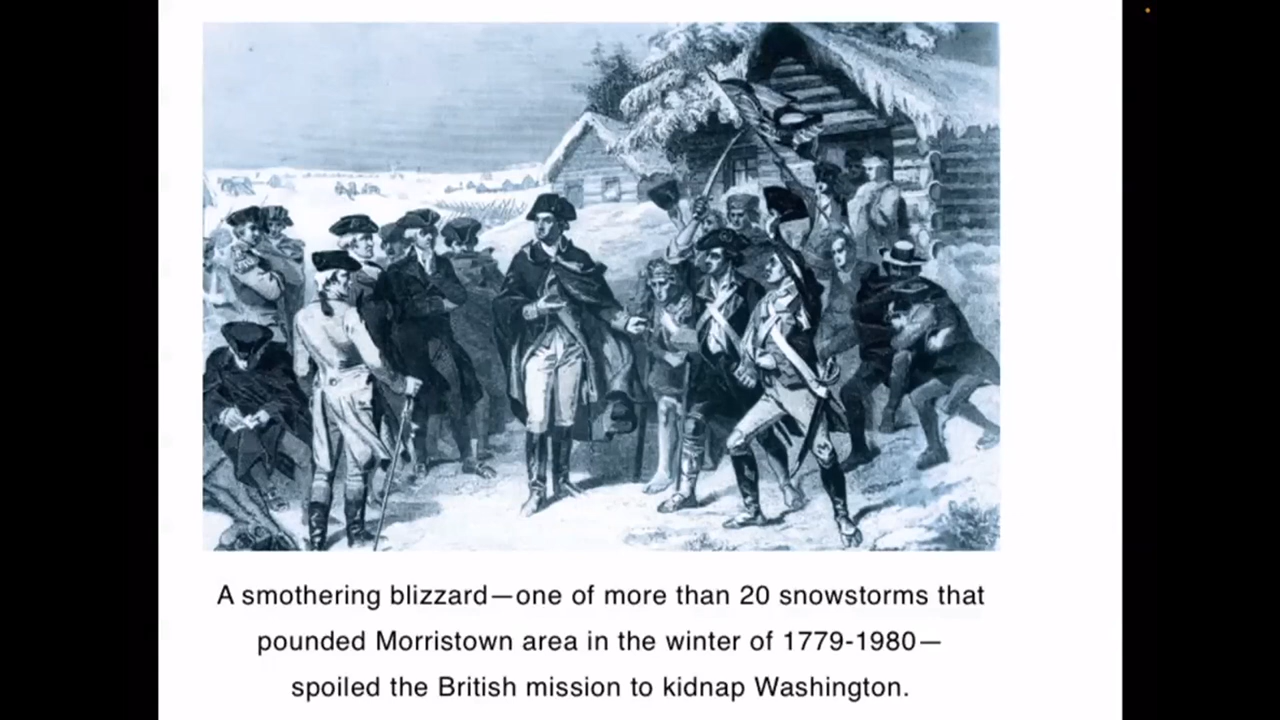 A smothering blizzard—one of more than 20 snowstorms that
pounded Morristown area in the winter of 1779-1980—
spoiled the British mission to kidnap Washington.